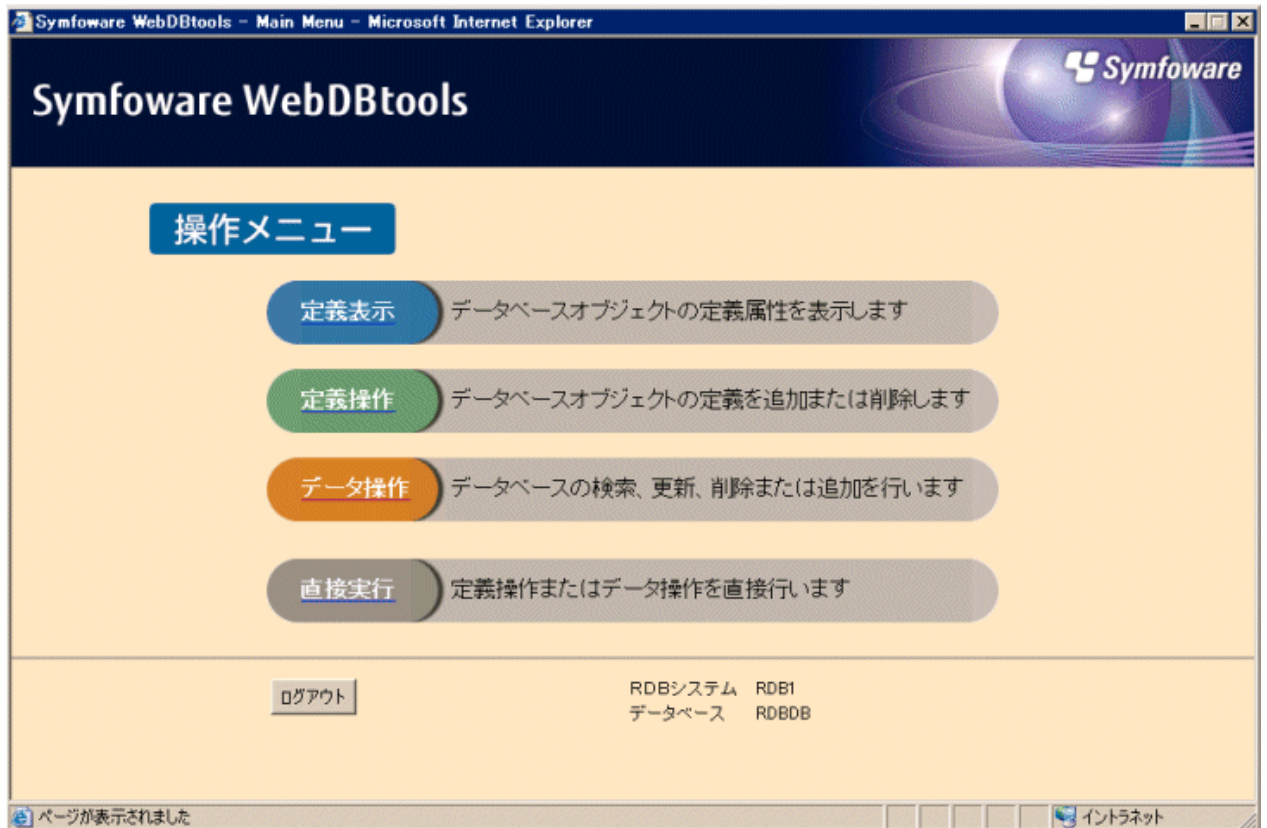 Symfoware WebDBtools - Main Menu - Microsoft Internet Explorer
Symfoware
Symfoware WebDBtools
操作メニュー
定義表示 データベースオブジェクトの定義属性を表示します
定義操作 データベースオブジェクトの定義を追加または削除します
データ操作 データベースの検索、更新、削除または追加を行います
直接実行 定義操作またはデータ操作を直接行います
ログアウト
RDBシステム RDB1
データベース RDBDB
ページが表示されました
イントラネット